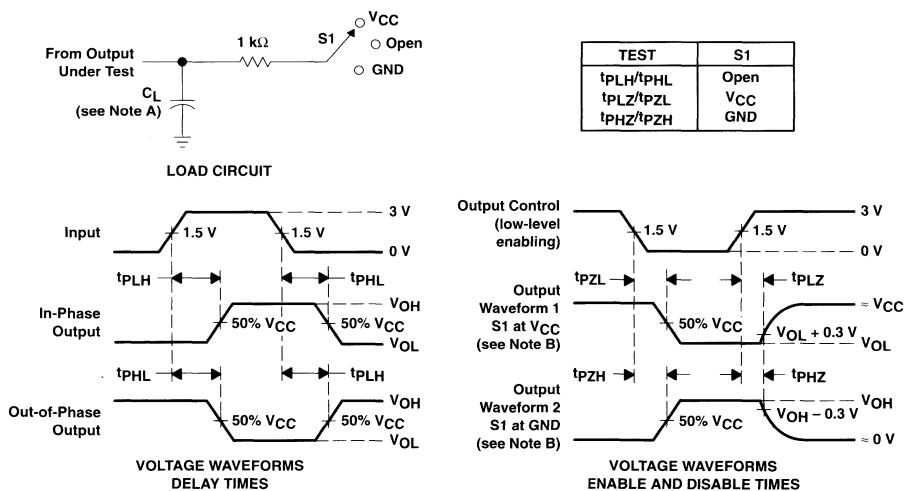 From Output
Under Test
CL
(see Note A)
1 kΩ
S1
VCC
Open
GND
LOAD CIRCUIT
TEST S1
tPLH/tPHL Open
tPLZ/tPZL VCC
tPHZ/tPZH GND
Input
1.5 V
1.5 V
3 V
0 V
tPLH
tPHL
In-Phase
Output
50% VCC
50% VCC
VOH
VOL
tPHL
tPLH
Out-of-Phase
Output
50% VCC
50% VCC
VOH
VOL
VOLTAGE WAVEFORMS
DELAY TIMES
Output Control
(low-level
enabling)
1.5 V
1.5 V
3 V
0 V
tPZL
tPLZ
Output
Waveform 1
S1 at VCC
(see Note B)
50% VCC
≈ VCC
VOL + 0.3 V
VOL
tPZH
tPHZ
Output
Waveform 2
S1 at GND
(see Note B)
50% VCC
VOH
VOH – 0.3 V
≈ 0 V
VOLTAGE WAVEFORMS
ENABLE AND DISABLE TIMES